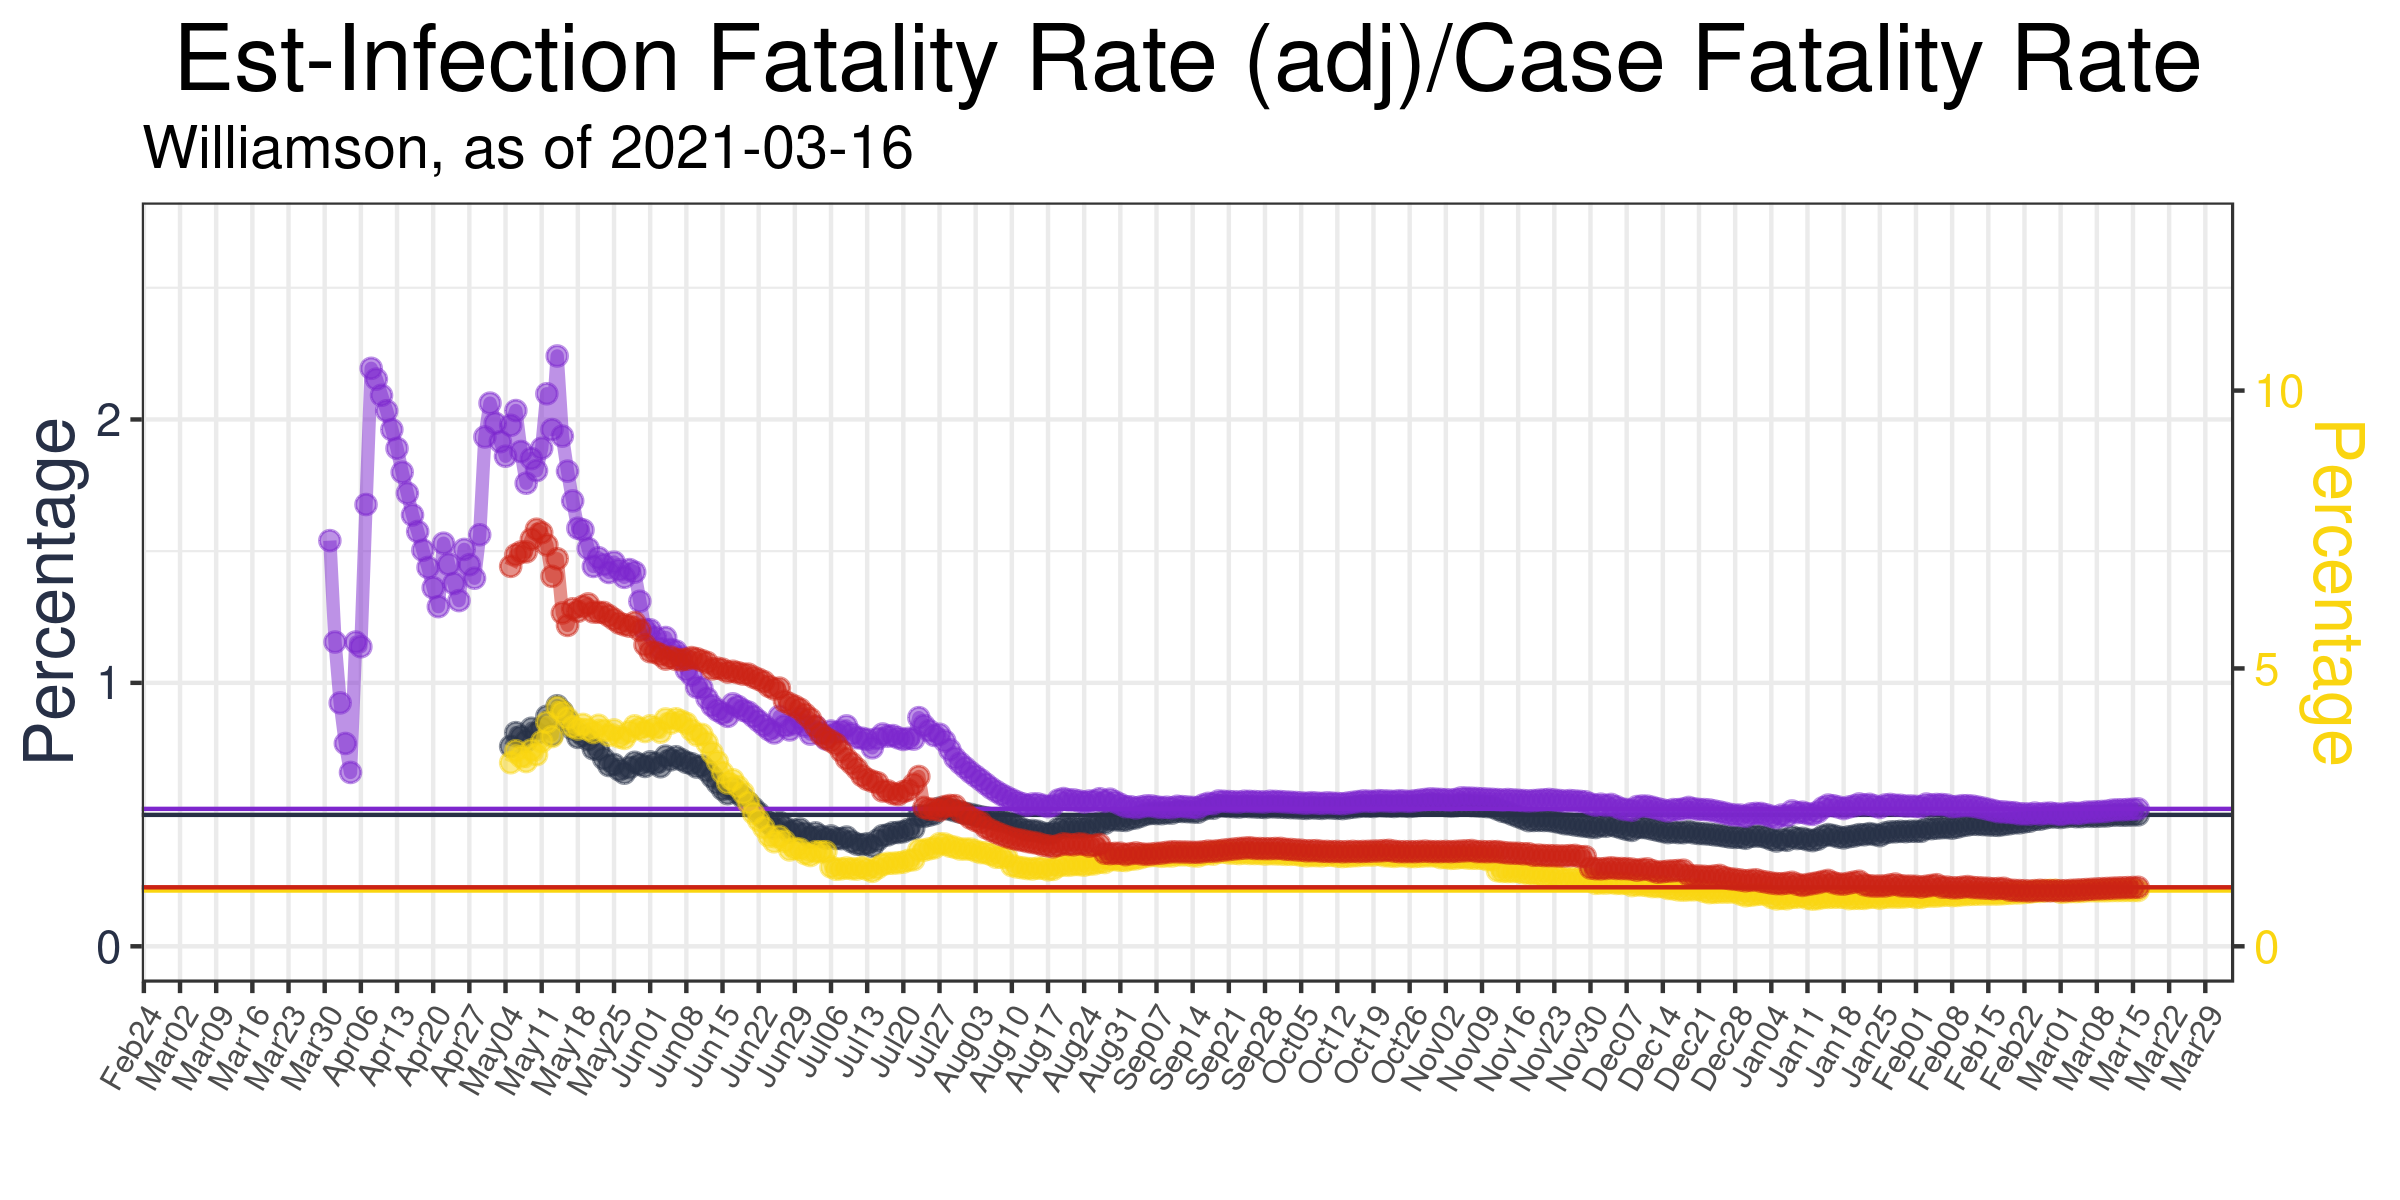 Est-Infection Fatality Rate (adj)/Case Fatality Rate
Williamson, as of 2021-03-16
Percentage
2
1
0
10
5
0
Percentage
Feb24
Mar02
Mar09
Mar16
Mar23
Mar30
Apr06
Apr13
Apr20
Apr27
May04
May11
May18
May25
Jun01
Jun08
Jun15
Jun22
Jun29
Jul06
Jul13
Jul20
Jul27
Aug03
Aug10
Aug17
Aug24
Aug31
Sep07
Sep14
Sep21
Sep28
Oct05
Oct12
Oct19
Oct26
Nov02
Nov09
Nov16
Nov23
Nov30
Dec07
Dec14
Dec21
Dec28
Jan04
Jan11
Jan18
Jan25
Feb01
Feb08
Feb15
Feb22
Mar01
Mar08
Mar15
Mar22
Mar29